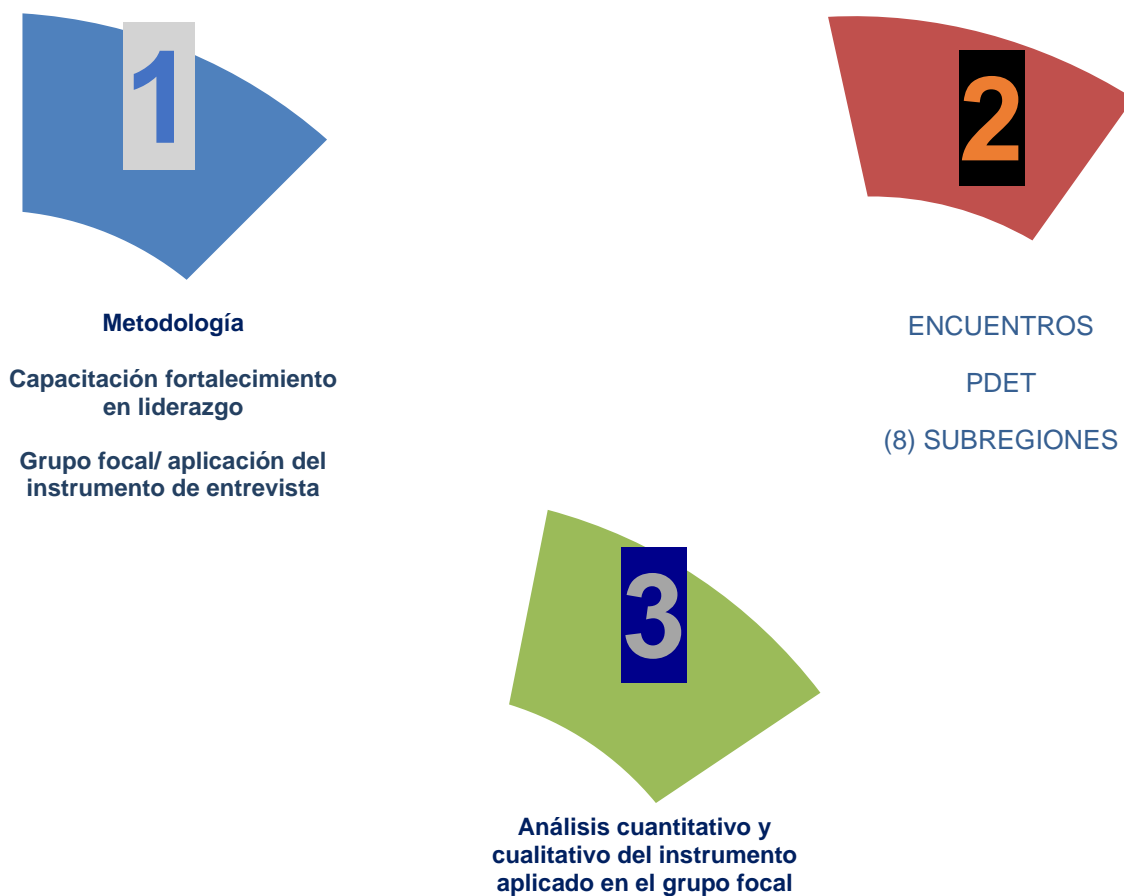 1
Metodología
Capacitación fortalecimiento
en liderazgo
Grupo focal/ aplicación del
instrumento de entrevista
2
ENCUENTROS
PDET
(8) SUBREGIONES
3
Análisis cuantitativo y
cualitativo del instrumento
aplicado en el grupo focal